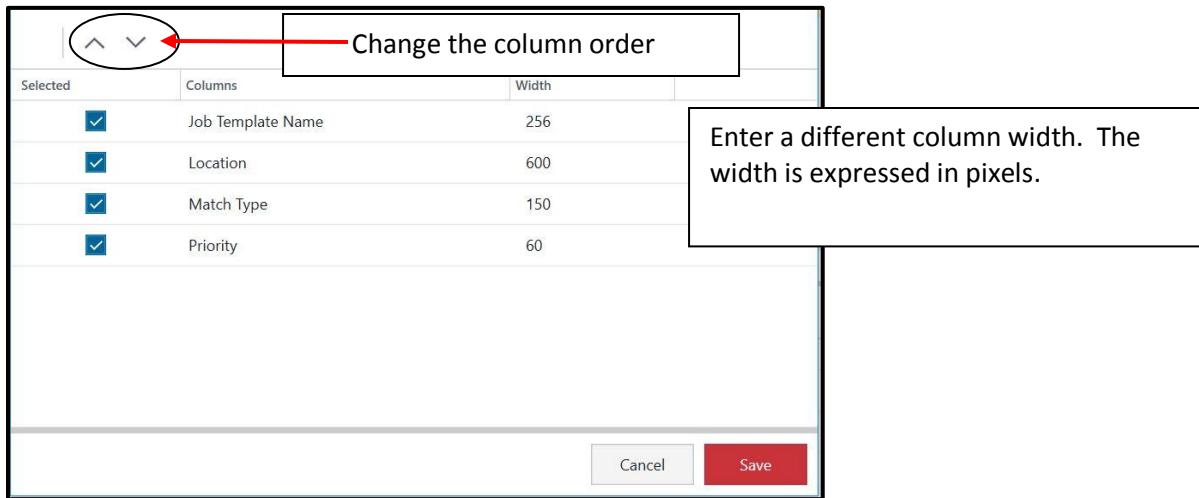 Change the column order
Selected Columns Width
Job Template Name 256
Enter a different column width.  The
width is expressed in pixels.
Location 600
Match Type 150
Priority 60
Cancel Save